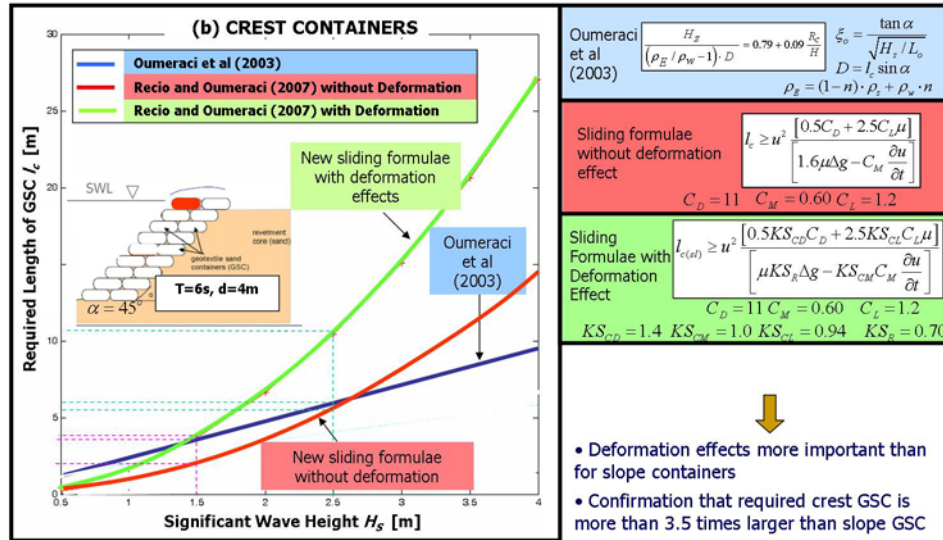 (b) CREST CONTAINERS
Oumeraci et al (2003)
Recio and Oumeraci (2007) without Deformation
Recio and Oumeraci (2007) with Deformation
Required Length of GSC l_c [m]
30
25
20
15
10
5
0
New sliding formulae
with deformation
effects
SWL
revetment
core (sand)
geotextile sand
containers (GSC)
T=6s, d=4m
α = 45°
Oumeraci
et al
(2003)
New sliding formulae
without deformation
0.5 1 1.5 2 2.5 3 3.5 4
Significant Wave Height H_S [m]
Oumeraci
et al
(2003)
H_S / ((ρ_E / ρ_W −1)·D) = 0.79 + 0.09 R_c / H
ξ_o = tan α / √(H_s / L_o)
D = l_c sin α
ρ_E = (1−n)·ρ_s + ρ_w·n
Sliding formulae
without deformation
effect
l_c ≥ u² [0.5C_D + 2.5C_L μ] / [1.6μΔg − C_M ∂u/∂t]
C_D = 11 C_M = 0.60 C_L = 1.2
Sliding
Formulae with
Deformation
Effect
l_c(sl) ≥ u² [0.5KS_CD C_D + 2.5KS_CL C_L μ] / [μKS_R Δg − KS_CM C_M ∂u/∂t]
C_D = 11 C_M = 0.60 C_L = 1.2
KS_CD = 1.4 KS_CM = 1.0 KS_CL = 0.94 KS_R = 0.70
• Deformation effects more important than
for slope containers
• Confirmation that required crest GSC is
more than 3.5 times larger than slope GSC